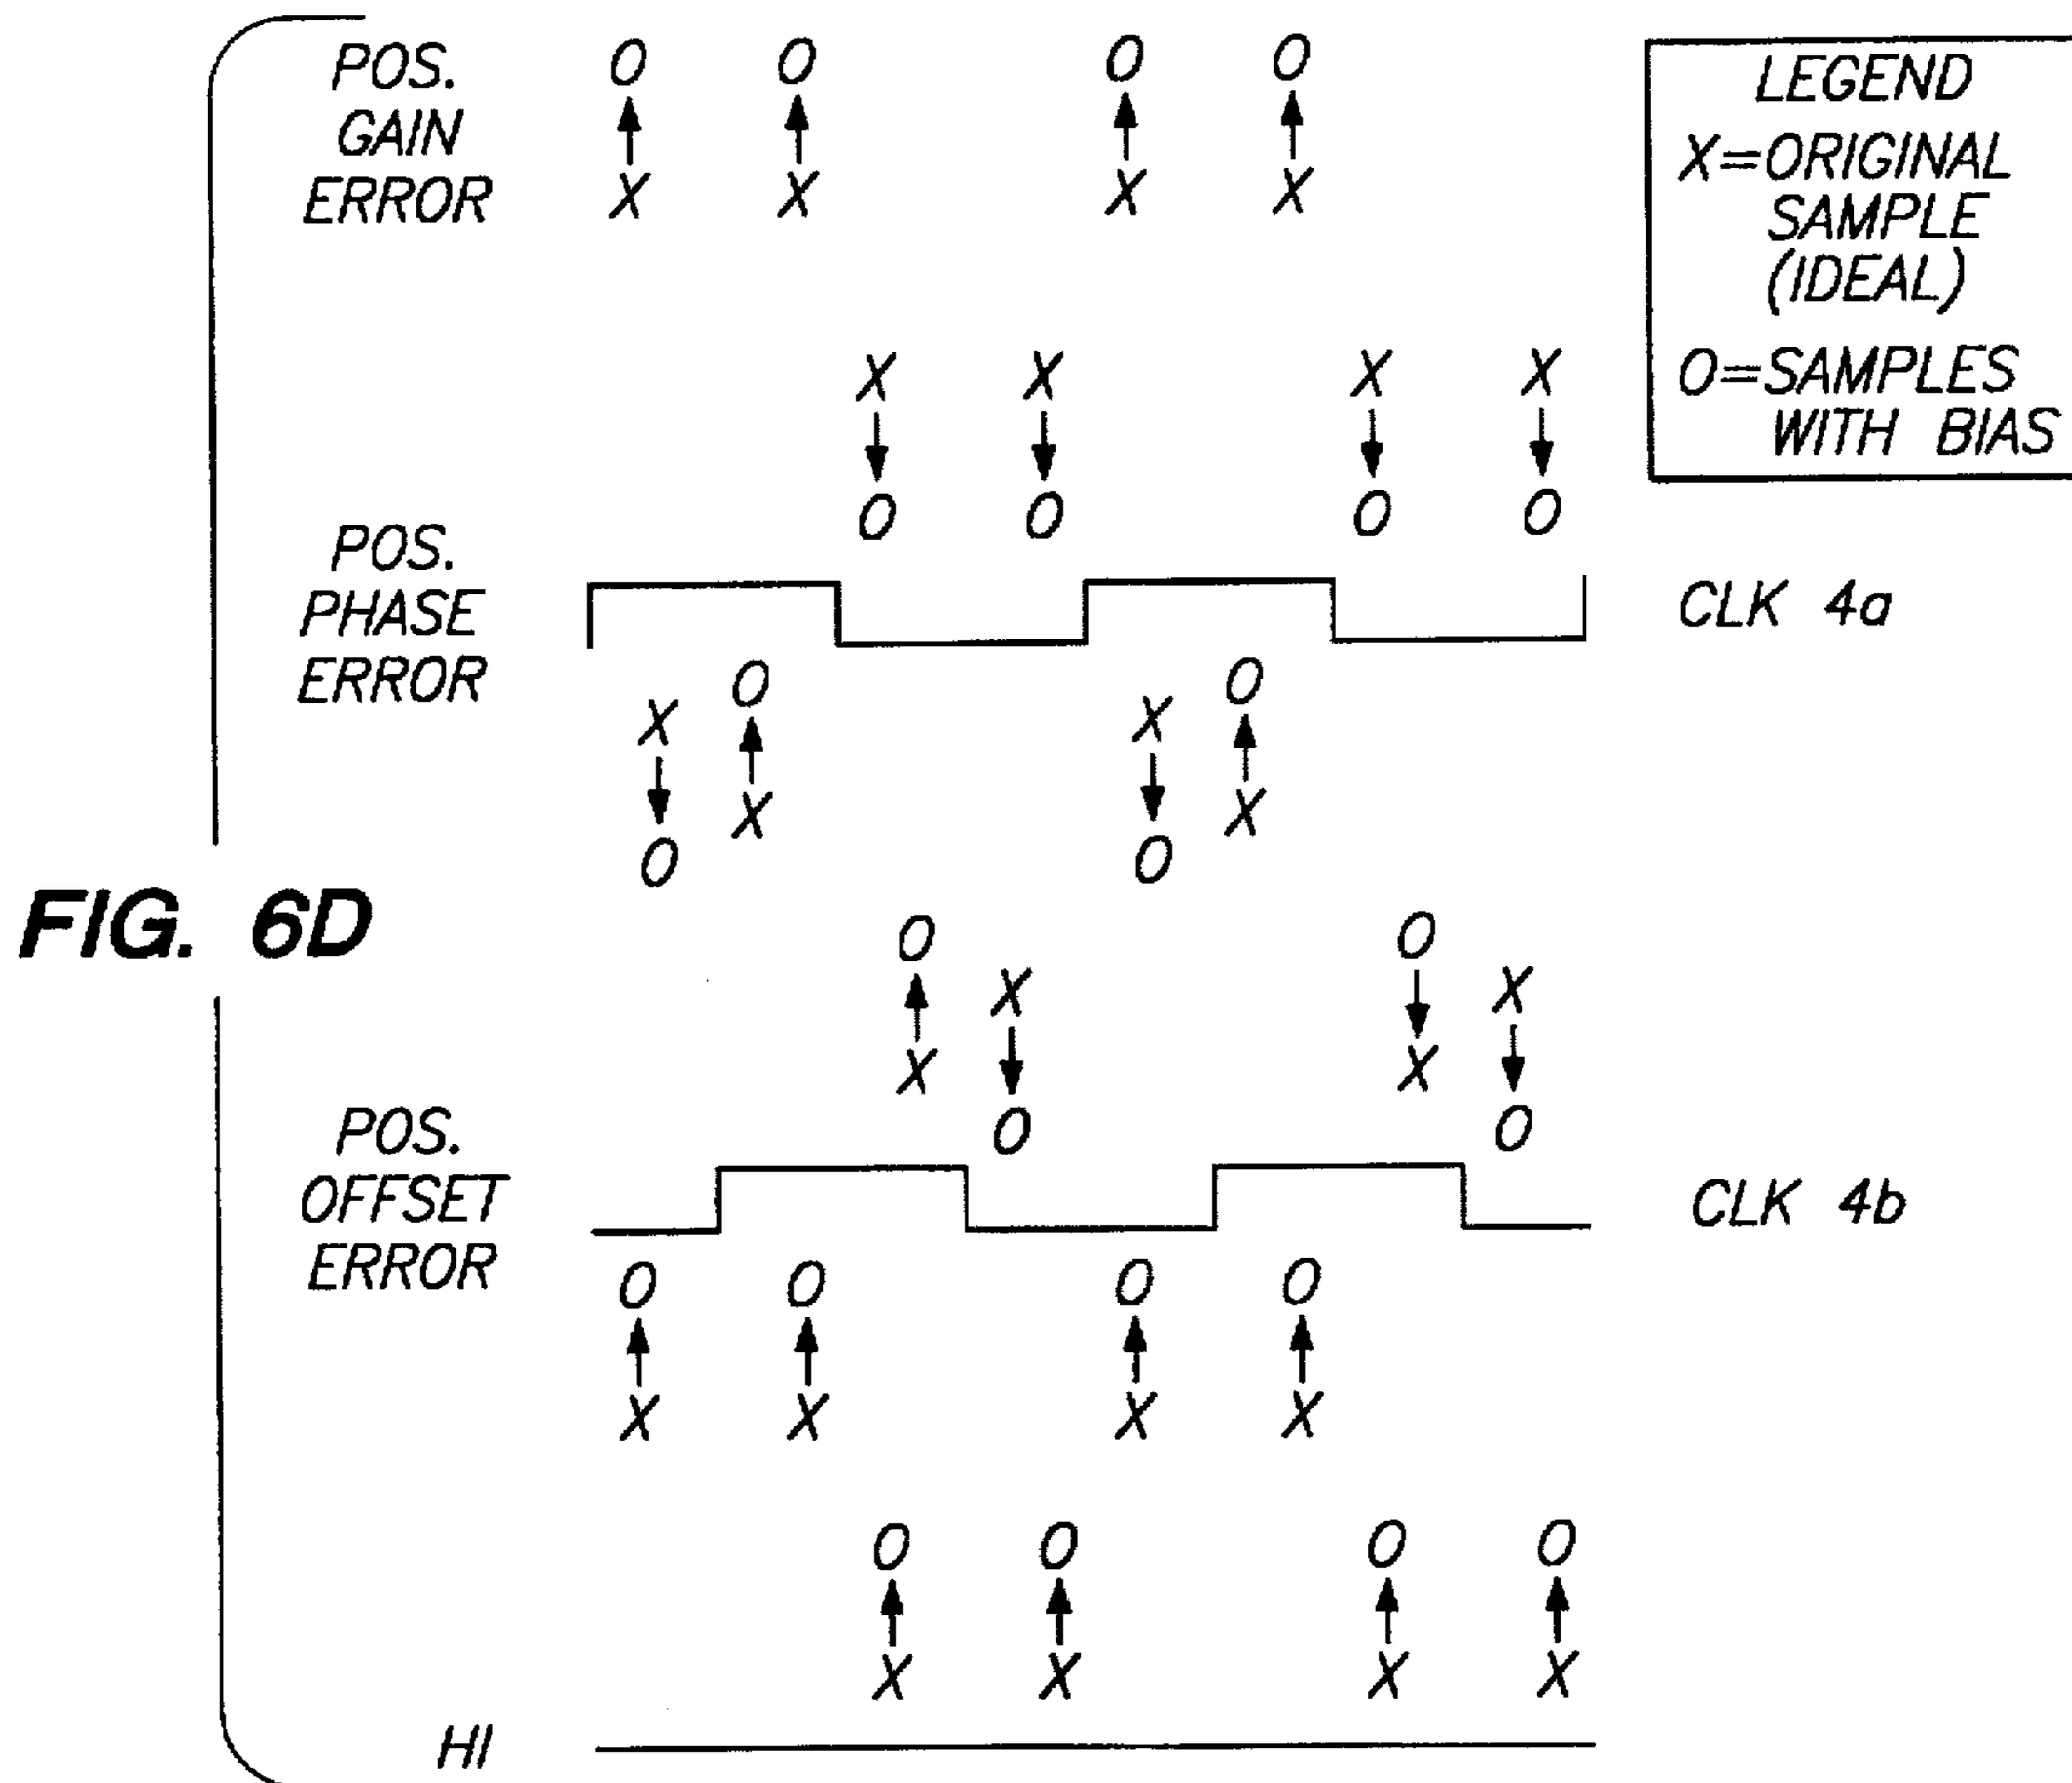 POS.
GAIN
ERROR
O O O O
X X X X
LEGEND
X=ORIGINAL
SAMPLE
(IDEAL)
O=SAMPLES
WITH BIAS
X X X X
O O O O
POS.
PHASE
ERROR
CLK 4a
O O
X X
X X
O O
FIG. 6D
O O
X X
X X
O O
POS.
OFFSET
ERROR
CLK 4b
O O O O
X X X X
O O O O
X X X X
HI